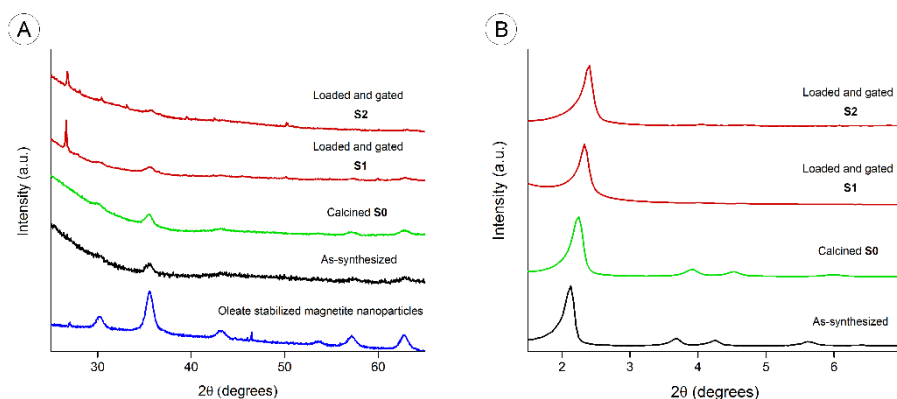 A
Intensity (a.u.)
Loaded and gated
S2
Loaded and gated
S1
Calcined S0
As-synthesized
Oleate stabilized magnetite nanoparticles
30
40
50
60
2θ (degrees)
B
Intensity (a.u.)
Loaded and gated
S2
Loaded and gated
S1
Calcined S0
As-synthesized
2
3
4
5
6
2θ (degrees)